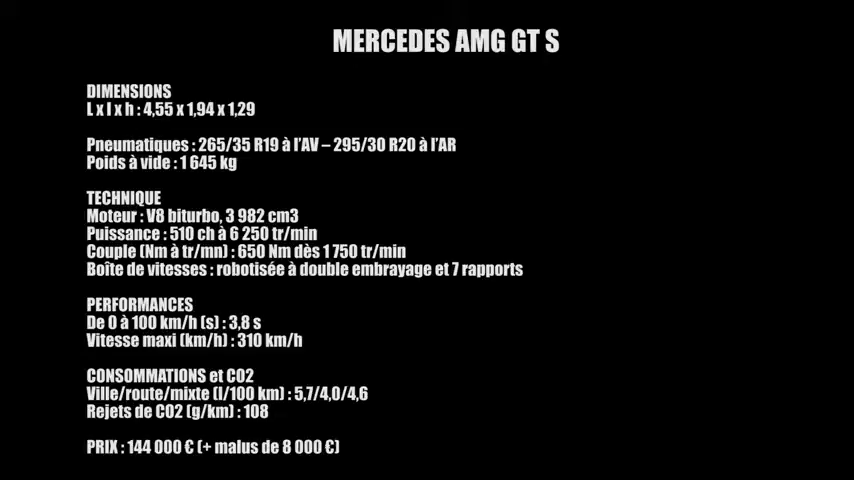 MERCEDES AMG GT S
DIMENSIONS
L x l x h : 4,55 x 1,94 x 1,29
Pneumatiques : 265/35 R19 à l'AV – 295/30 R20 à l'AR
Poids à vide : 1 645 kg
TECHNIQUE
Moteur : V8 biturbo, 3 982 cm3
Puissance : 510 ch à 6 250 tr/min
Couple (Nm à tr/mn) : 650 Nm dès 1 750 tr/min
Boîte de vitesses : robotisée à double embrayage et 7 rapports
PERFORMANCES
De 0 à 100 km/h (s) : 3,8 s
Vitesse maxi (km/h) : 310 km/h
CONSOMMATIONS et CO2
Ville/route/mixte (l/100 km) : 5,7/4,0/4,6
Rejets de CO2 (g/km) : 108
PRIX : 144 000 € (+ malus de 8 000 €)